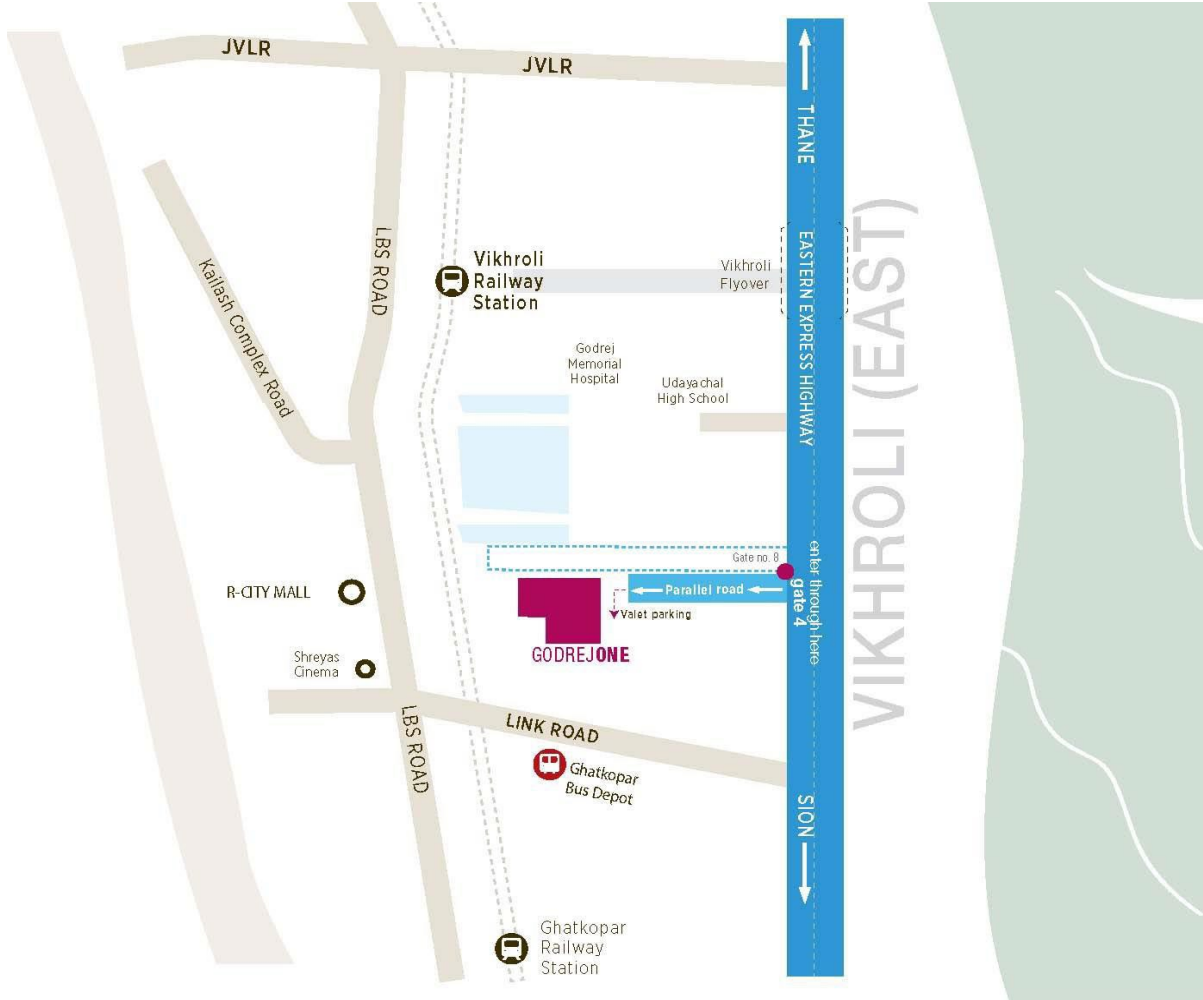 JVLR
JVLR
THANE
LBS ROAD
Kailash Complex Road
Vikhroli
Railway
Station
Vikhroli
Flyover
EASTERN EXPRESS HIGHWAY
VIKHROLI (EAST)
Godrej
Memorial
Hospital
Udayachal
High School
Gate no. 8
enter through here
gate 4
Parallel road
Valet parking
R-CITY MALL
GODREJONE
Shreyas
Cinema
LBS ROAD
LINK ROAD
Ghatkopar
Bus Depot
SION
Ghatkopar
Railway
Station